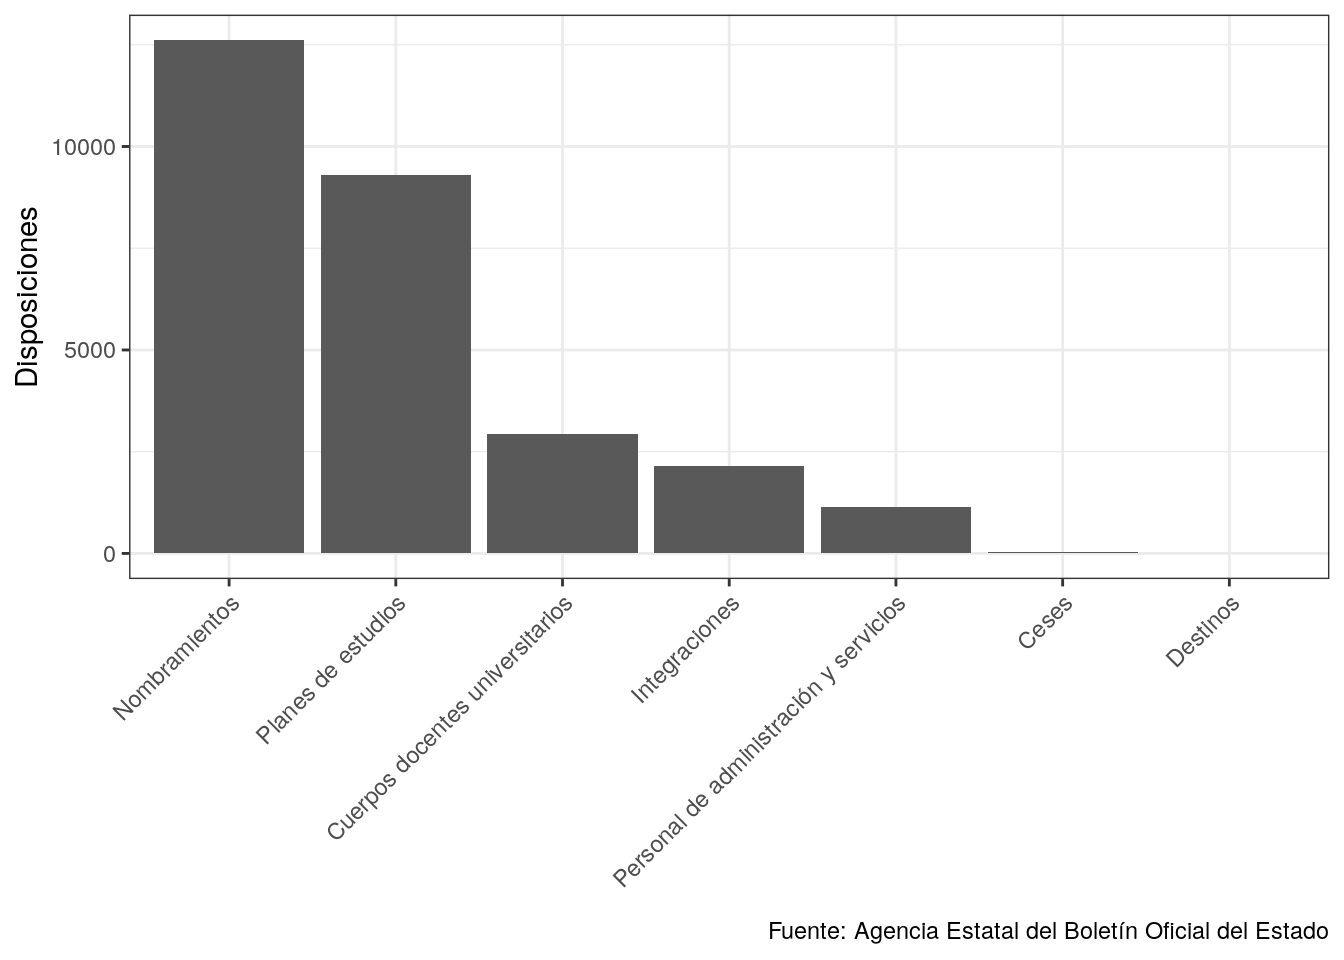 Disposiciones
10000
5000
0
Nombramientos
Planes de estudios
Cuerpos docentes universitarios
Integraciones
Personal de administración y servicios
Ceses
Destinos
Fuente: Agencia Estatal del Boletín Oficial del Estado